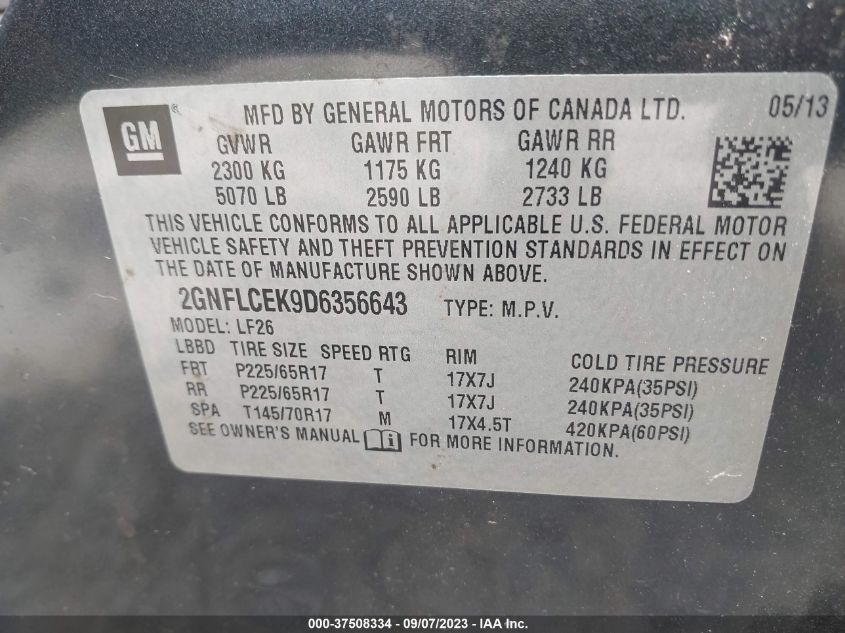 GM ® MFD BY GENERAL MOTORS OF CANADA LTD. 05/13
GVWR GAWR FRT GAWR RR
2300 KG 1175 KG 1240 KG
5070 LB 2590 LB 2733 LB
THIS VEHICLE CONFORMS TO ALL APPLICABLE U.S. FEDERAL MOTOR
VEHICLE SAFETY AND THEFT PREVENTION STANDARDS IN EFFECT ON
THE DATE OF MANUFACTURE SHOWN ABOVE.
2GNFLCEK9D6356643 TYPE: M.P.V.
MODEL: LF26
LBBD TIRE SIZE SPEED RTG RIM COLD TIRE PRESSURE
FRT P225/65R17 T 17X7J 240KPA(35PSI)
RR P225/65R17 T 17X7J 240KPA(35PSI)
SPA T145/70R17 M 17X4.5T 420KPA(60PSI)
SEE OWNER'S MANUAL i FOR MORE INFORMATION.
000-37508334 - 09/07/2023 - IAA Inc.